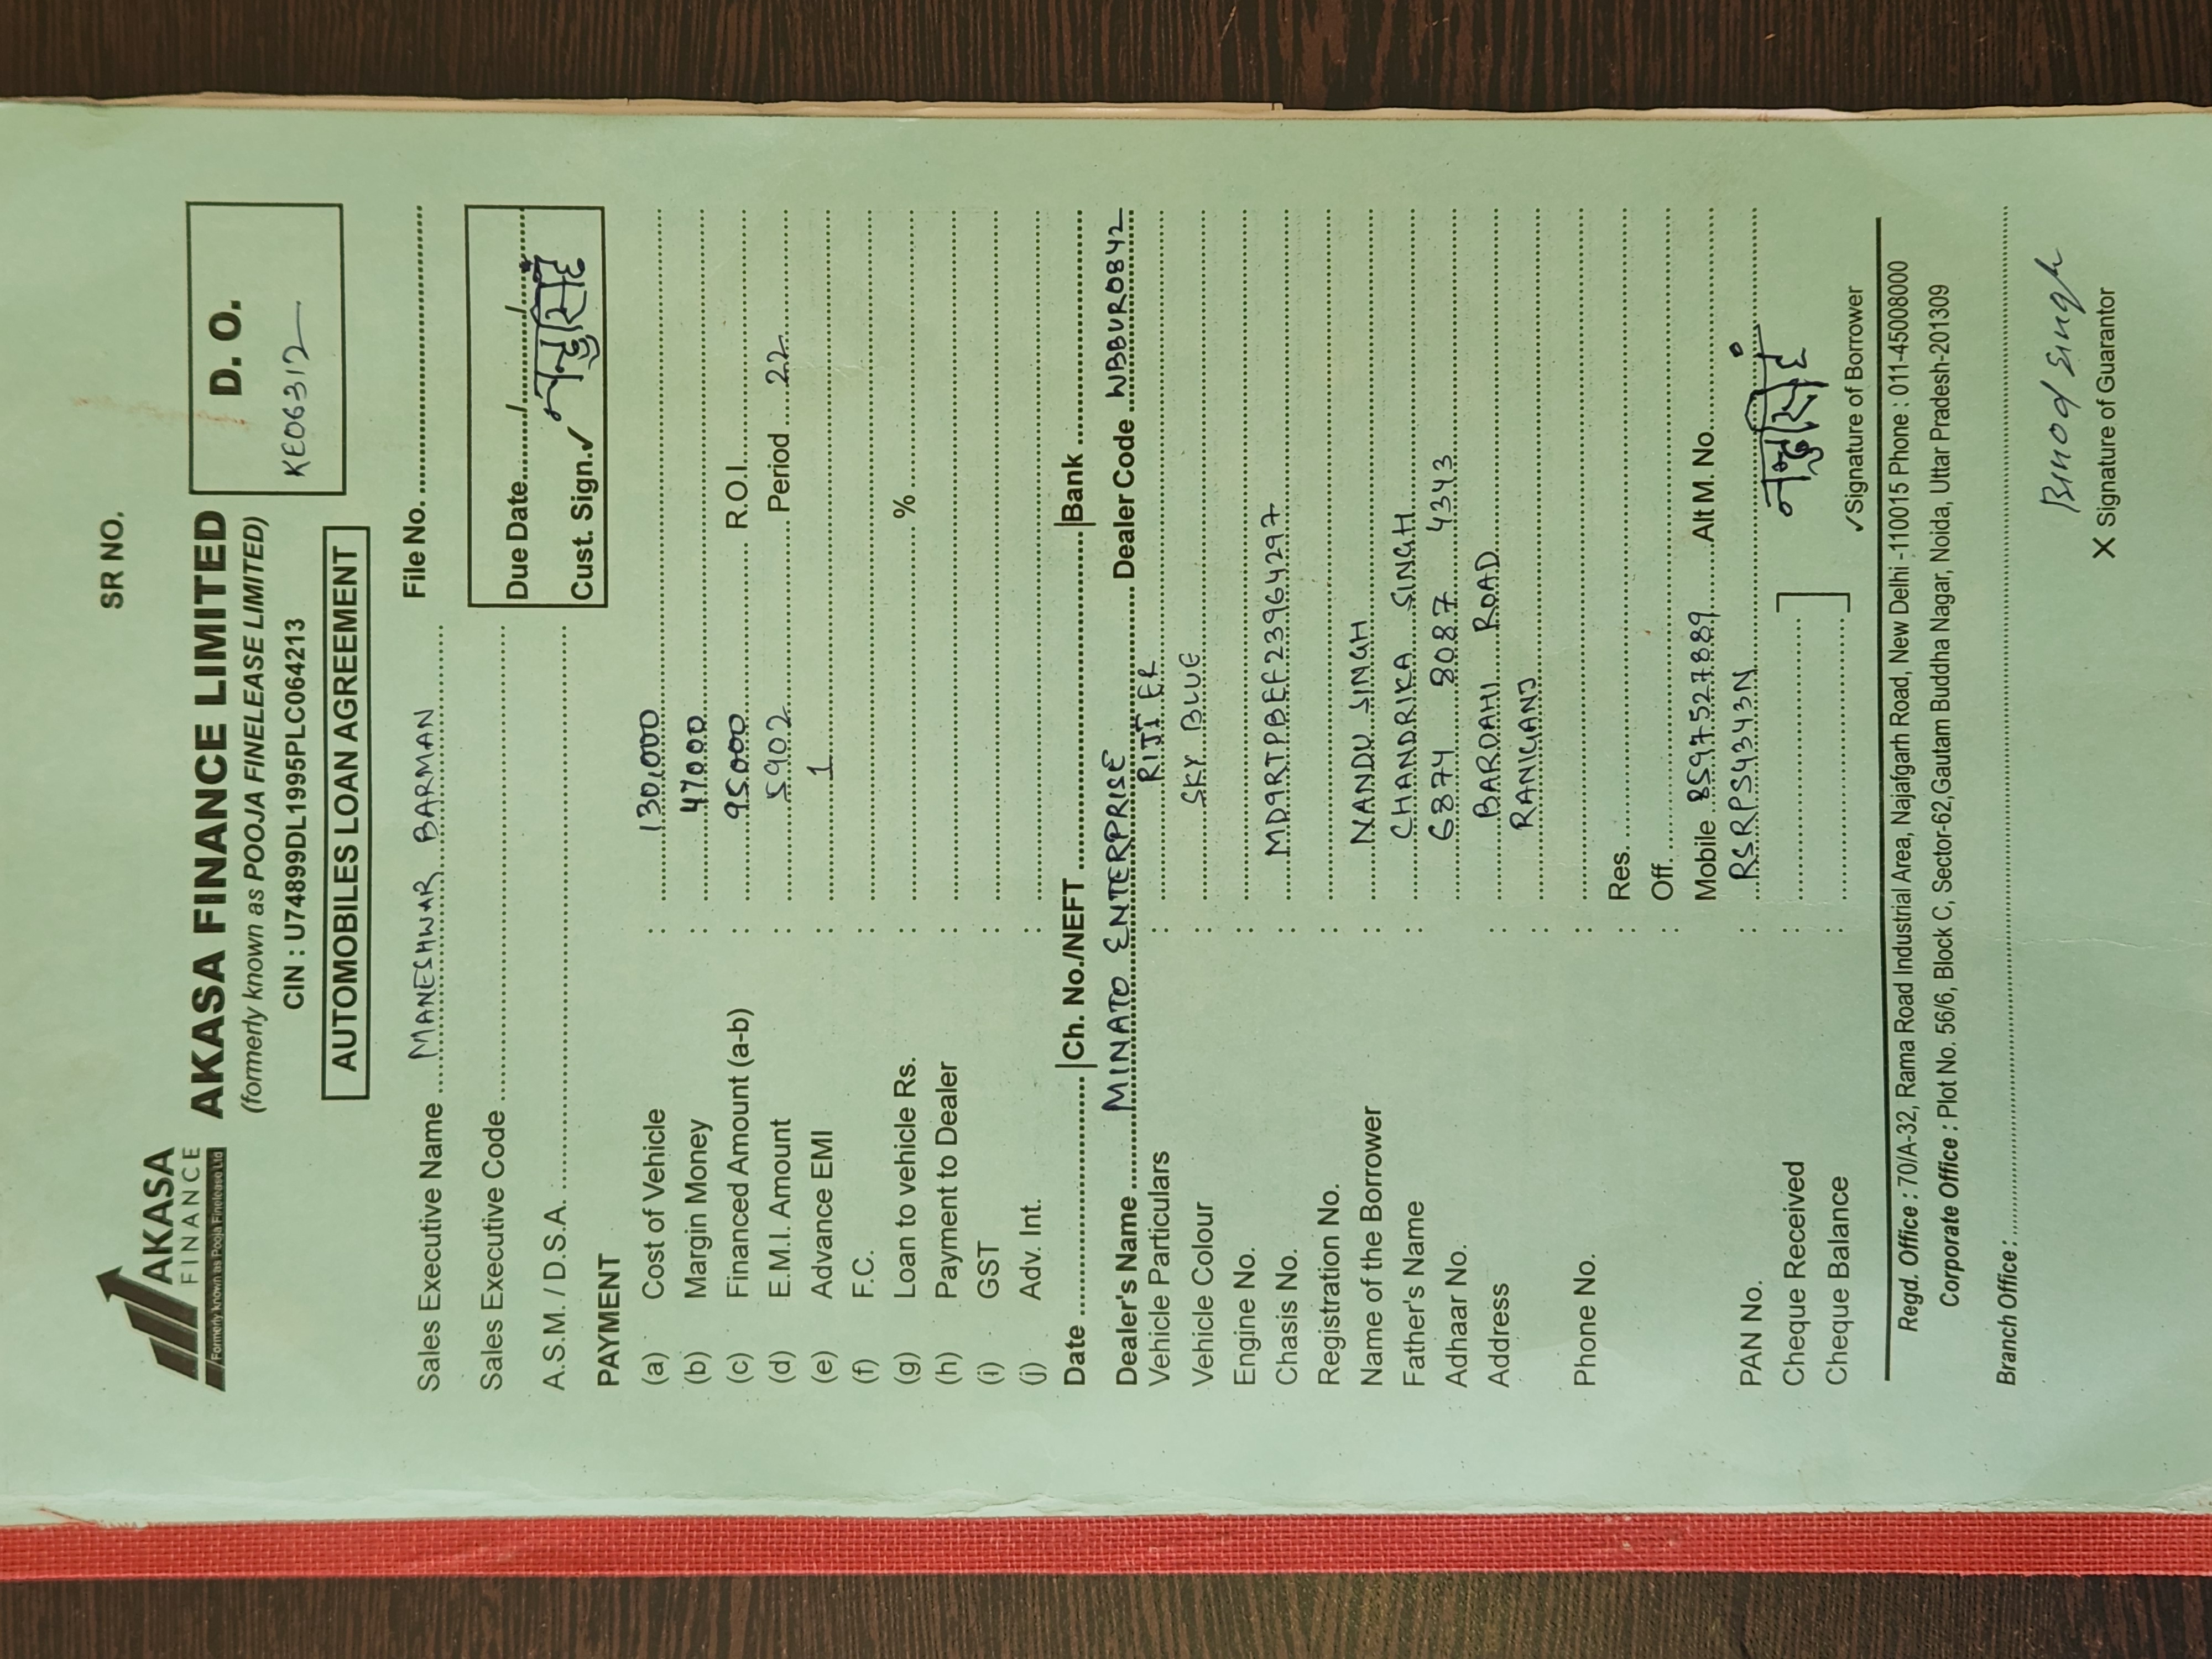 SR NO.
AKASA
FINANCE
Formerly known as Pooja Finelease Ltd
AKASA FINANCE LIMITED
(formerly known as POOJA FINELEASE LIMITED)
CIN : U74899DL1995PLC064213
D. O.
KE06312
AUTOMOBILES LOAN AGREEMENT
Sales Executive Name MANESHWAR BARMAN File No.
Sales Executive Code
Due Date ......../............/............
A.S.M. / D.S.A.
Cust. Sign.✓ नन्दुसिहं
PAYMENT
(a) Cost of Vehicle : 130,000
(b) Margin Money : 47000
(c) Financed Amount (a-b) : 95000 R.O.I.
(d) E.M.I. Amount : 5902 Period 22
(e) Advance EMI : 1
(f) F.C. :
(g) Loan to vehicle Rs. : %
(h) Payment to Dealer :
(i) GST :
(j) Adv. Int. :
Date Ch. No./NEFT Bank
Dealer's Name MINATO ENTERPRISE Dealer Code WBBUR0842
Vehicle Particulars : RIJJ ER
Vehicle Colour : SKY BLUE
Engine No. :
Chasis No. : MD9RTPBEF23964297
Registration No. :
Name of the Borrower : NANDU SINGH
Father's Name : CHANDRIKA SINGH
Adhaar No. 6874 8087 4343
Address : BARDAHI ROAD
: RANIGANJ
Phone No. :
: Res.
: Off.
Mobile 8597527889 Alt M. No.
PAN No. : RSRPS4343N
Cheque Received :
Cheque Balance :
नन्दुसिहं
✓Signature of Borrower
Regd. Office : 70/A-32, Rama Road Industrial Area, Najafgarh Road, New Delhi -110015 Phone : 011-45008000
Corporate Office : Plot No. 56/6, Block C, Sector-62,Gautam Buddha Nagar, Noida, Uttar Pradesh-201309
Branch Office :
Binod Singh
X Signature of Guarantor